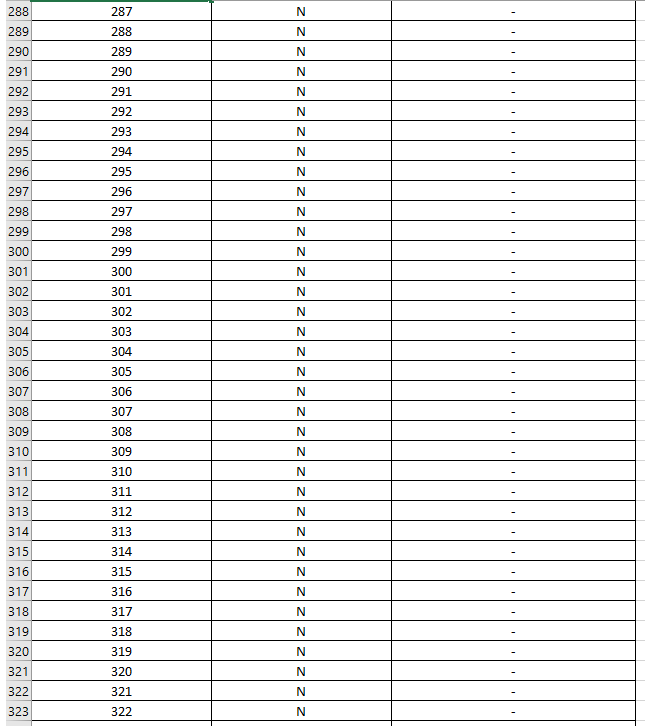 288 287 N -
289 288 N -
290 289 N -
291 290 N -
292 291 N -
293 292 N -
294 293 N -
295 294 N -
296 295 N -
297 296 N -
298 297 N -
299 298 N -
300 299 N -
301 300 N -
302 301 N -
303 302 N -
304 303 N -
305 304 N -
306 305 N -
307 306 N -
308 307 N -
309 308 N -
310 309 N -
311 310 N -
312 311 N -
313 312 N -
314 313 N -
315 314 N -
316 315 N -
317 316 N -
318 317 N -
319 318 N -
320 319 N -
321 320 N -
322 321 N -
323 322 N -